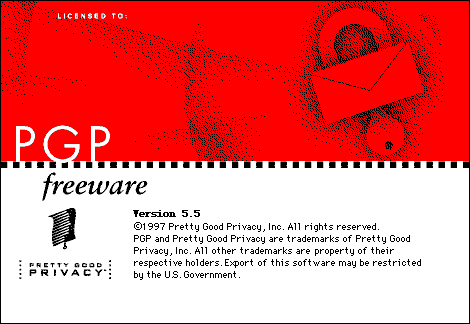 LICENSED TO:
PGP
freeware
Version 5.5
©1997 Pretty Good Privacy, Inc. All rights reserved.
PGP and Pretty Good Privacy are trademarks of Pretty Good
Privacy, Inc. All other trademarks are property of their
respective holders. Export of this software may be restricted
by the U.S. Government.
PRETTY GOOD
PRIVACY™